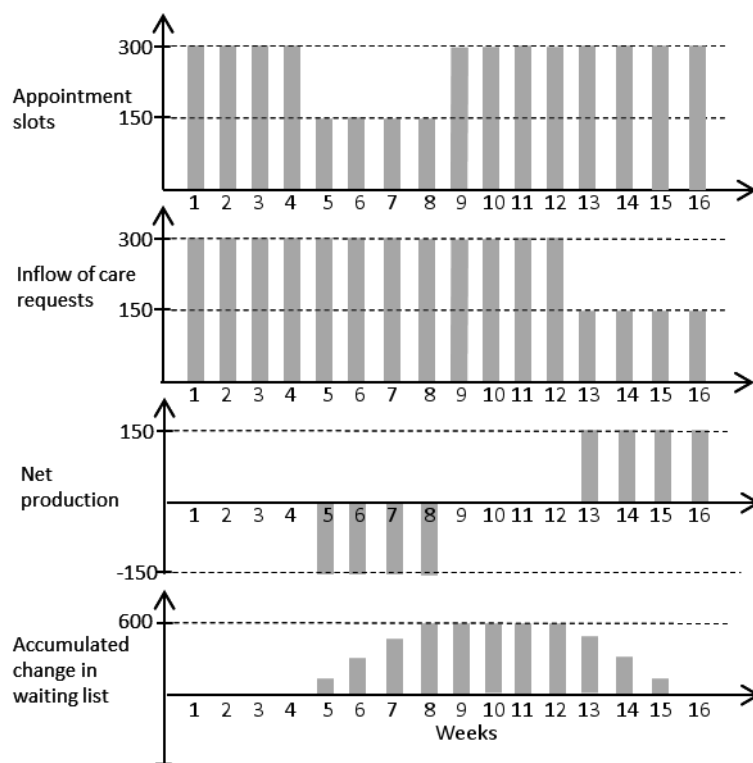 300
Appointment
slots
150
1 2 3 4 5 6 7 8 9 10 11 12 13 14 15 16
300
Inflow of care
requests
150
1 2 3 4 5 6 7 8 9 10 11 12 13 14 15 16
150
Net
production
1 2 3 4 5 6 7 8 9 10 11 12 13 14 15 16
-150
600
Accumulated
change in
waiting list
1 2 3 4 5 6 7 8 9 10 11 12 13 14 15 16
Weeks